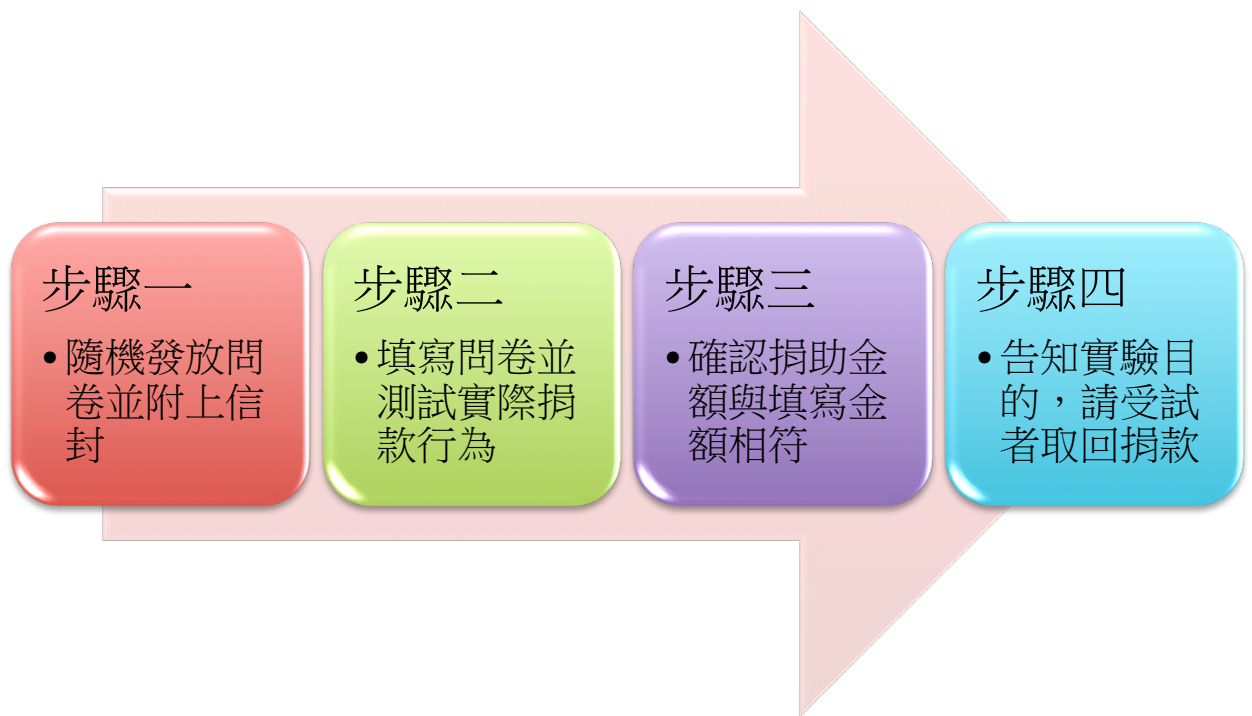 步驟一
•隨機發放問
卷並附上信
封
步驟二
•填寫問卷並
測試實際捐
款行為
步驟三
•確認捐助金
額與填寫金
額相符
步驟四
•告知實驗目
的，請受試
者取回捐款